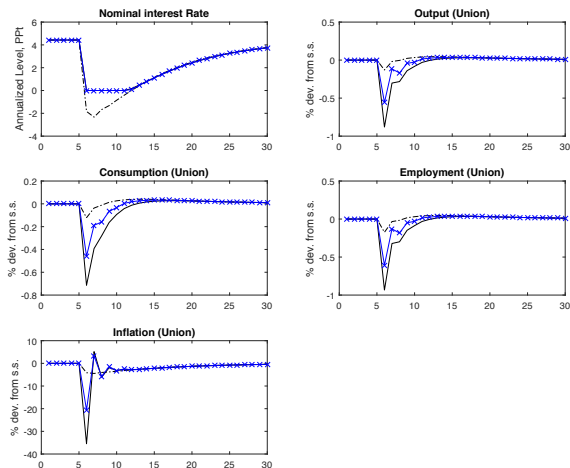 Nominal interest Rate
Annualized Level, PPt
6
4
2
0
-2
-4
0 5 10 15 20 25 30
Output (Union)
% dev. from s.s.
0.5
0
-0.5
-1
0 5 10 15 20 25 30
Consumption (Union)
% dev. from s.s.
0.2
0
-0.2
-0.4
-0.6
-0.8
0 5 10 15 20 25 30
Employment (Union)
% dev. from s.s.
0.5
0
-0.5
-1
0 5 10 15 20 25 30
Inflation (Union)
% dev. from s.s.
10
0
-10
-20
-30
-40
0 5 10 15 20 25 30